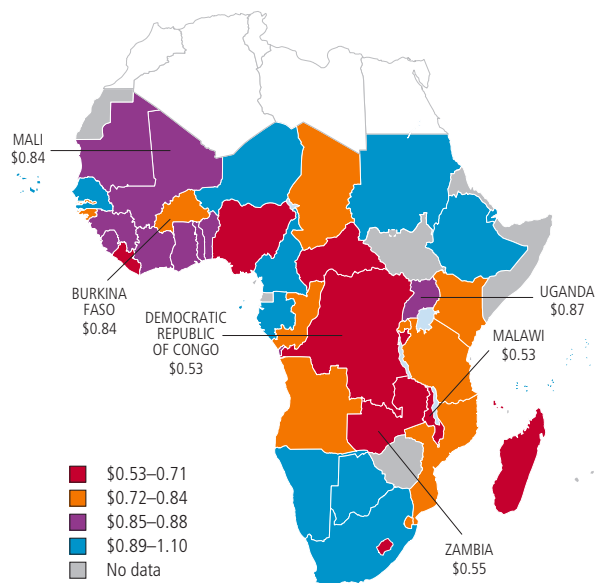 MALI
$0.84
BURKINA
FASO
$0.84
DEMOCRATIC
REPUBLIC
OF CONGO
$0.53
UGANDA
$0.87
MALAWI
$0.53
ZAMBIA
$0.55
$0.53–0.71
$0.72–0.84
$0.85–0.88
$0.89–1.10
No data